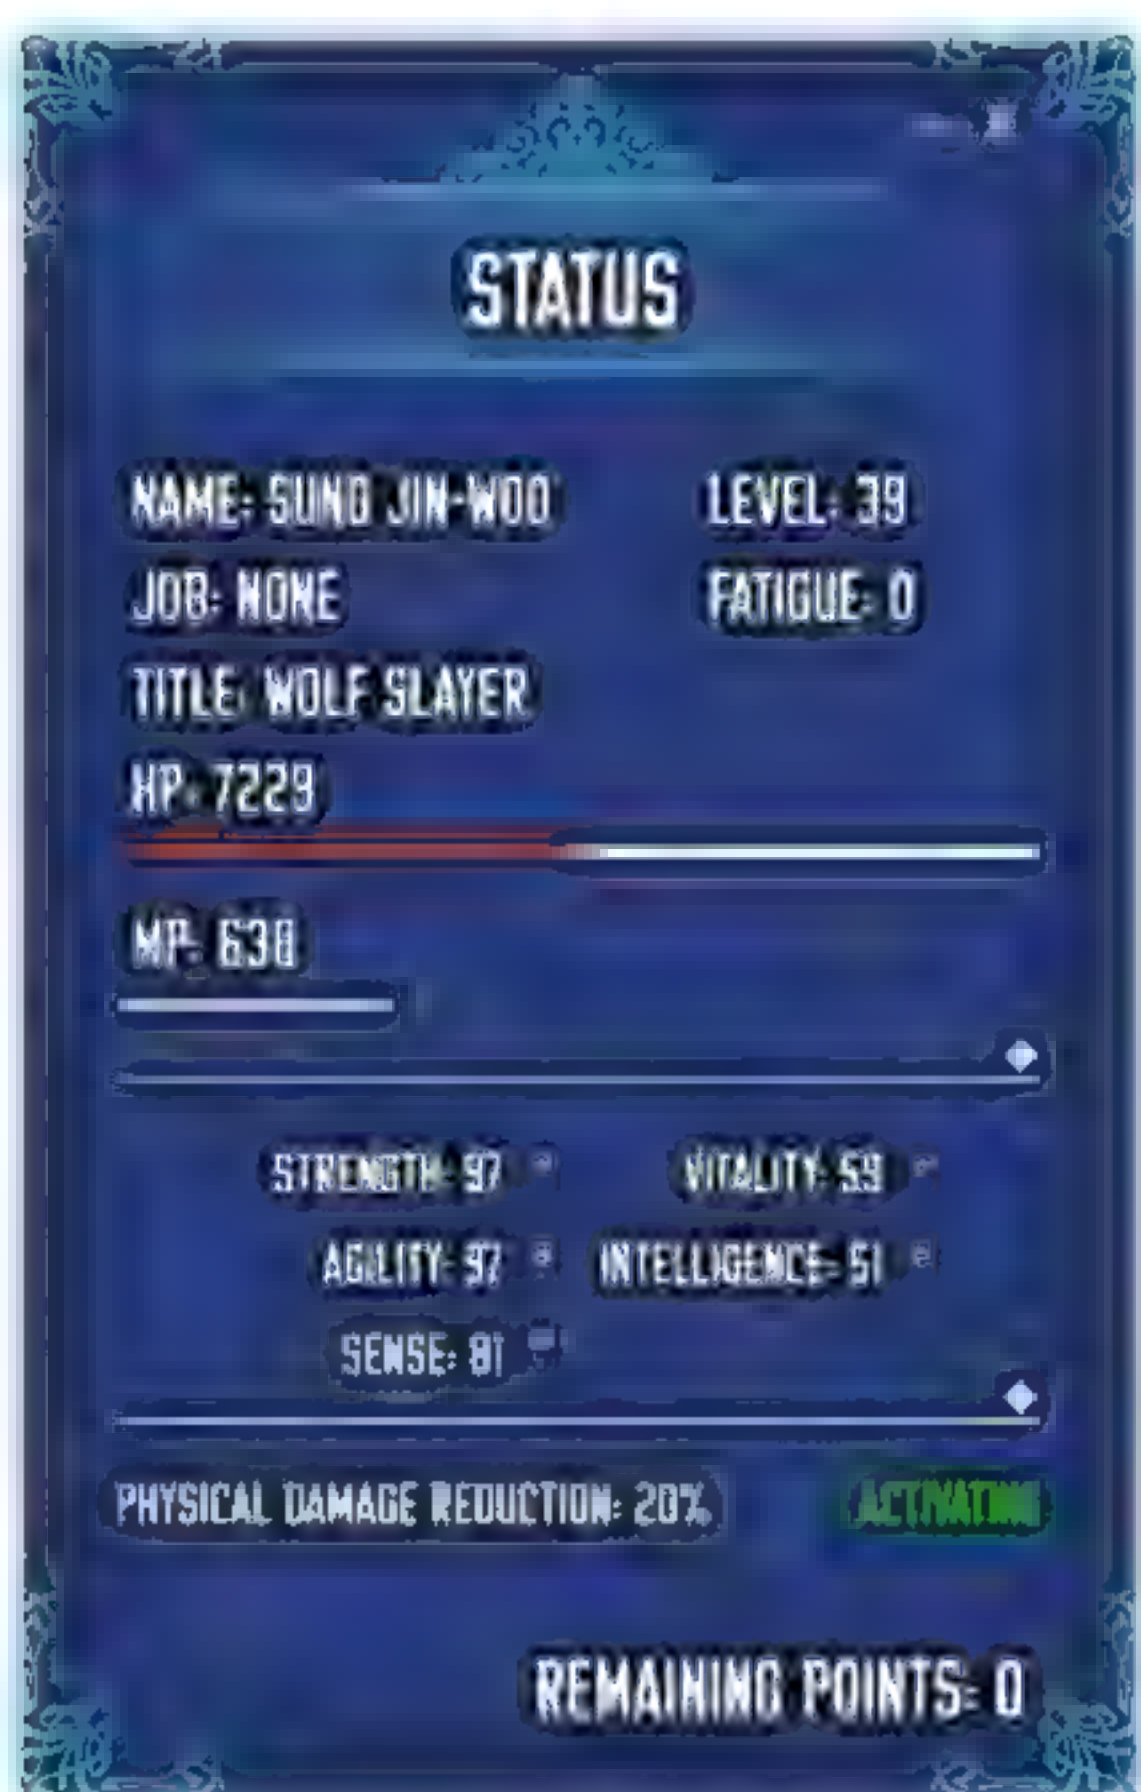 STATUS
NAME: SUNG JIN-WOO LEVEL: 39
JOB: NONE FATIGUE: 0
TITLE: WOLF SLAYER
HP: 7229
MP: 638
STRENGTH: 97 VITALITY: 59
AGILITY: 97 INTELLIGENCE: 51
SENSE: 81
PHYSICAL DAMAGE REDUCTION: 20% ACTIVATING
REMAINING POINTS: 0